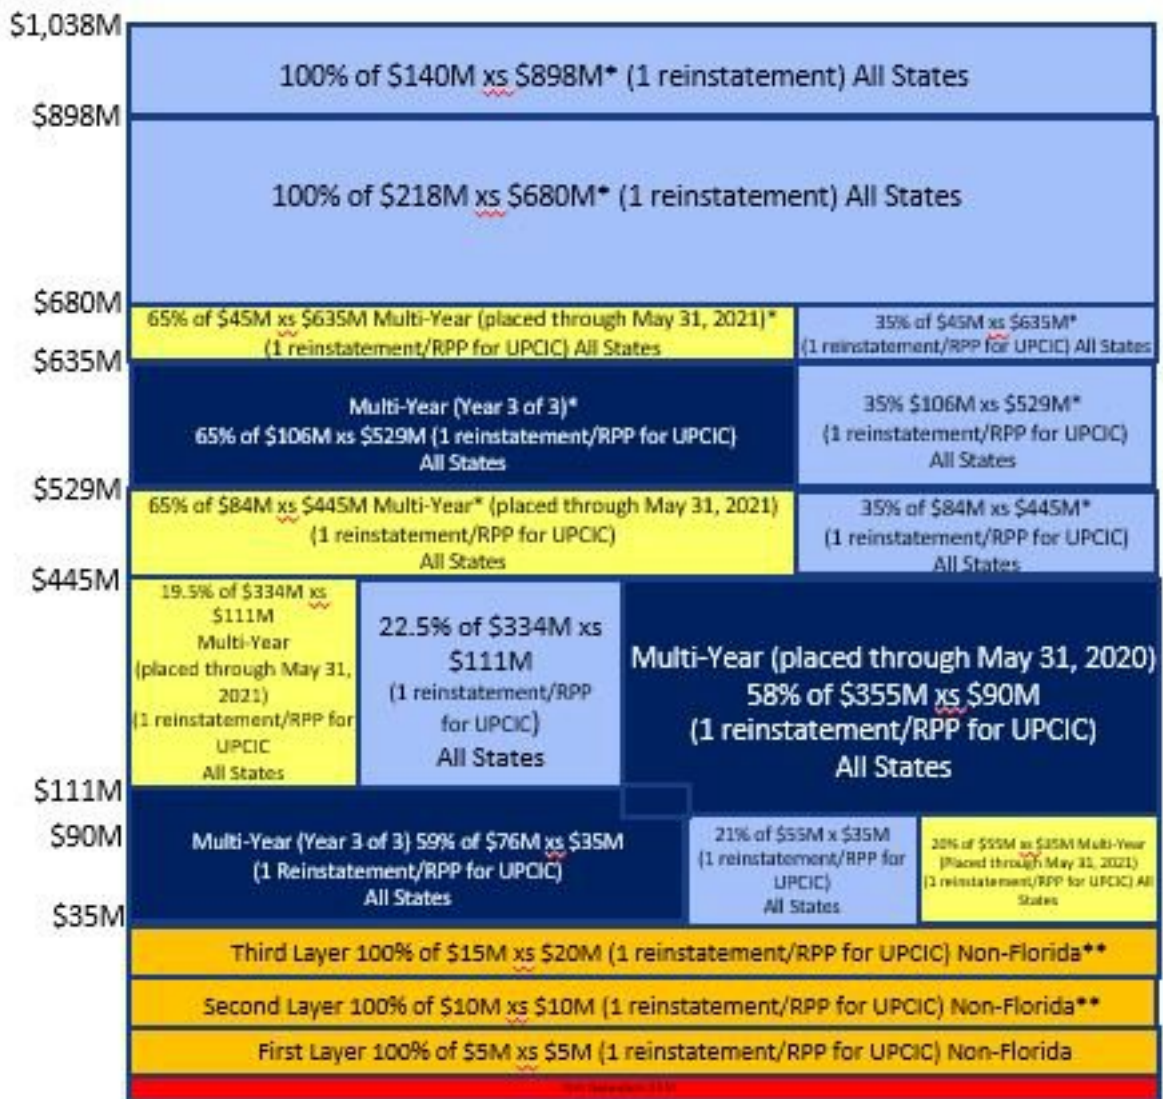 $1,038M
100% of $140M xs $898M* (1 reinstatement) All States
$898M
100% of $218M xs $680M* (1 reinstatement) All States
$680M
65% of $45M xs $635M Multi-Year (placed through May 31, 2021)*
(1 reinstatement/RPP for UPCIC) All States
35% of $45M xs $635M*
(1 reinstatement/RPP for UPCIC) All States
$635M
Multi-Year (Year 3 of 3)*
65% of $106M xs $529M (1 reinstatement/RPP for UPCIC)
All States
35% $106M xs $529M*
(1 reinstatement/RPP for UPCIC)
All States
$529M
65% of $84M xs $445M Multi-Year* (placed through May 31, 2021)
(1 reinstatement/RPP for UPCIC)
All States
35% of $84M xs $445M*
(1 reinstatement/RPP for UPCIC)
All States
$445M
19.5% of $334M xs
$111M
Multi-Year
(placed through May 31,
2021)
(1 reinstatement/RPP for
UPCIC
All States
22.5% of $334M xs
$111M
(1 reinstatement/RPP
for UPCIC)
All States
Multi-Year (placed through May 31, 2020)
58% of $355M xs $90M
(1 reinstatement/RPP for UPCIC)
All States
$111M
$90M
Multi-Year (Year 3 of 3) 59% of $76M xs $35M
(1 Reinstatement/RPP for UPCIC)
All States
21% of $55M x $35M
(1 reinstatement/RPP for
UPCIC)
All States
20% of $55M xs $35M Multi-Year
(Placed through May 31, 2021)
(1 reinstatement/RPP for UPCIC) All
States
$35M
Third Layer 100% of $15M xs $20M (1 reinstatement/RPP for UPCIC) Non-Florida**
Second Layer 100% of $10M xs $10M (1 reinstatement/RPP for UPCIC) Non-Florida**
First Layer 100% of $5M xs $5M (1 reinstatement/RPP for UPCIC) Non-Florida